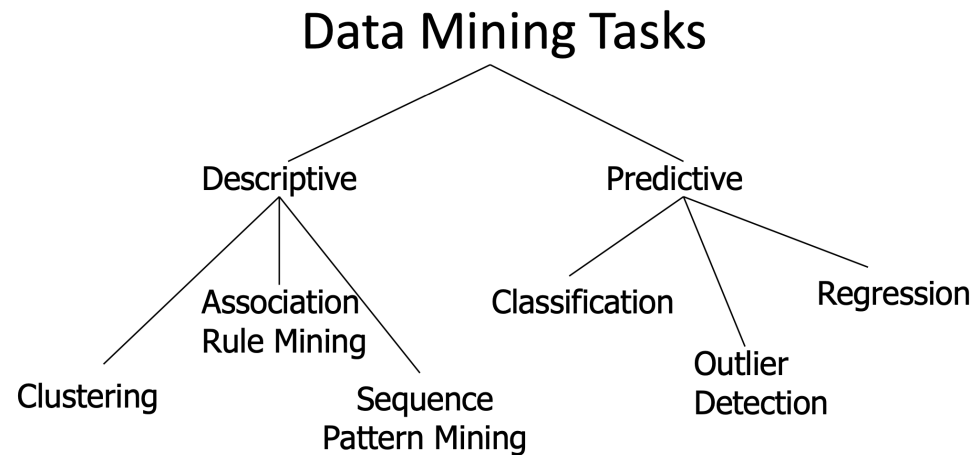 Data Mining Tasks
Descriptive
Predictive
Association
Rule Mining
Clustering
Sequence
Pattern Mining
Classification
Regression
Outlier
Detection